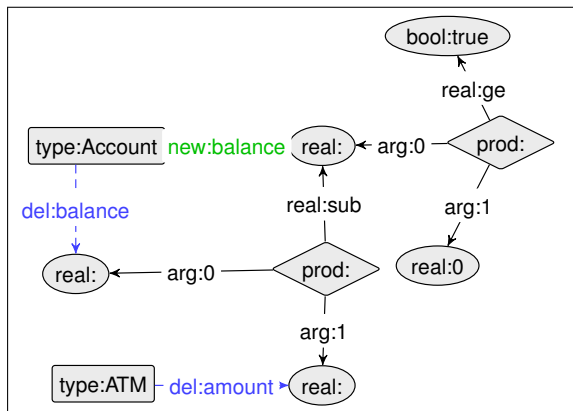 bool:true
real:ge
type:Account new:balance real: arg:0 prod:
del:balance real:sub arg:1
real: arg:0 prod: real:0
arg:1
type:ATM del:amount real: